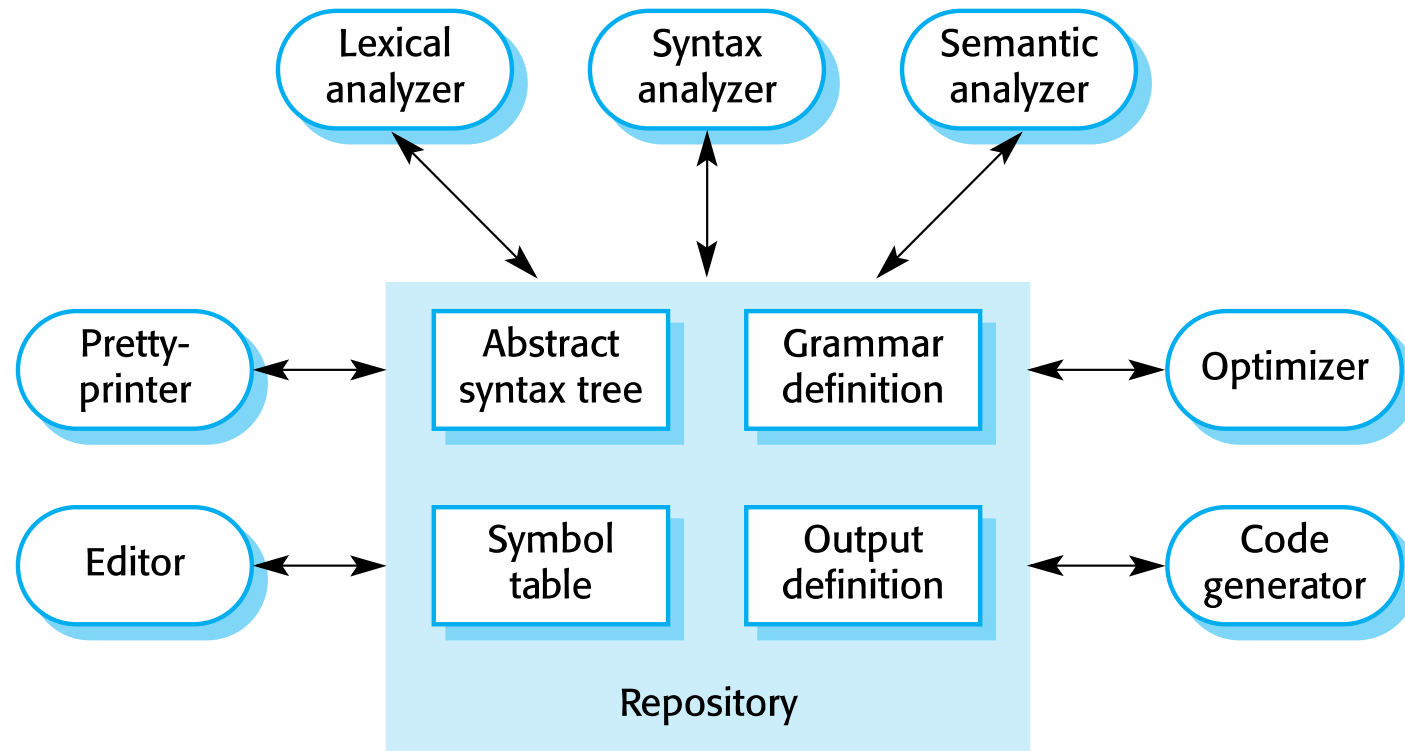 Lexical
analyzer
Syntax
analyzer
Semantic
analyzer
Pretty-
printer
Abstract
syntax tree
Grammar
definition
Optimizer
Editor
Symbol
table
Output
definition
Code
generator
Repository